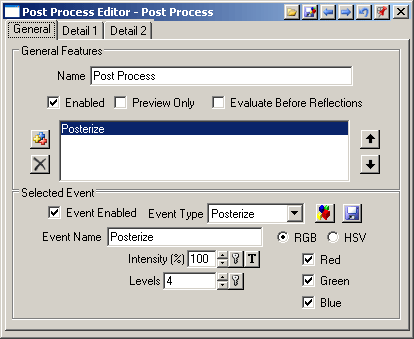 Post Process Editor - Post Process
General Detail 1 Detail 2
General Features
Name Post Process
Enabled Preview Only Evaluate Before Reflections
Posterize
Selected Event
Event Enabled Event Type Posterize
Event Name Posterize RGB HSV
Intensity (%) 100 T Red
Levels 4 Green
Blue